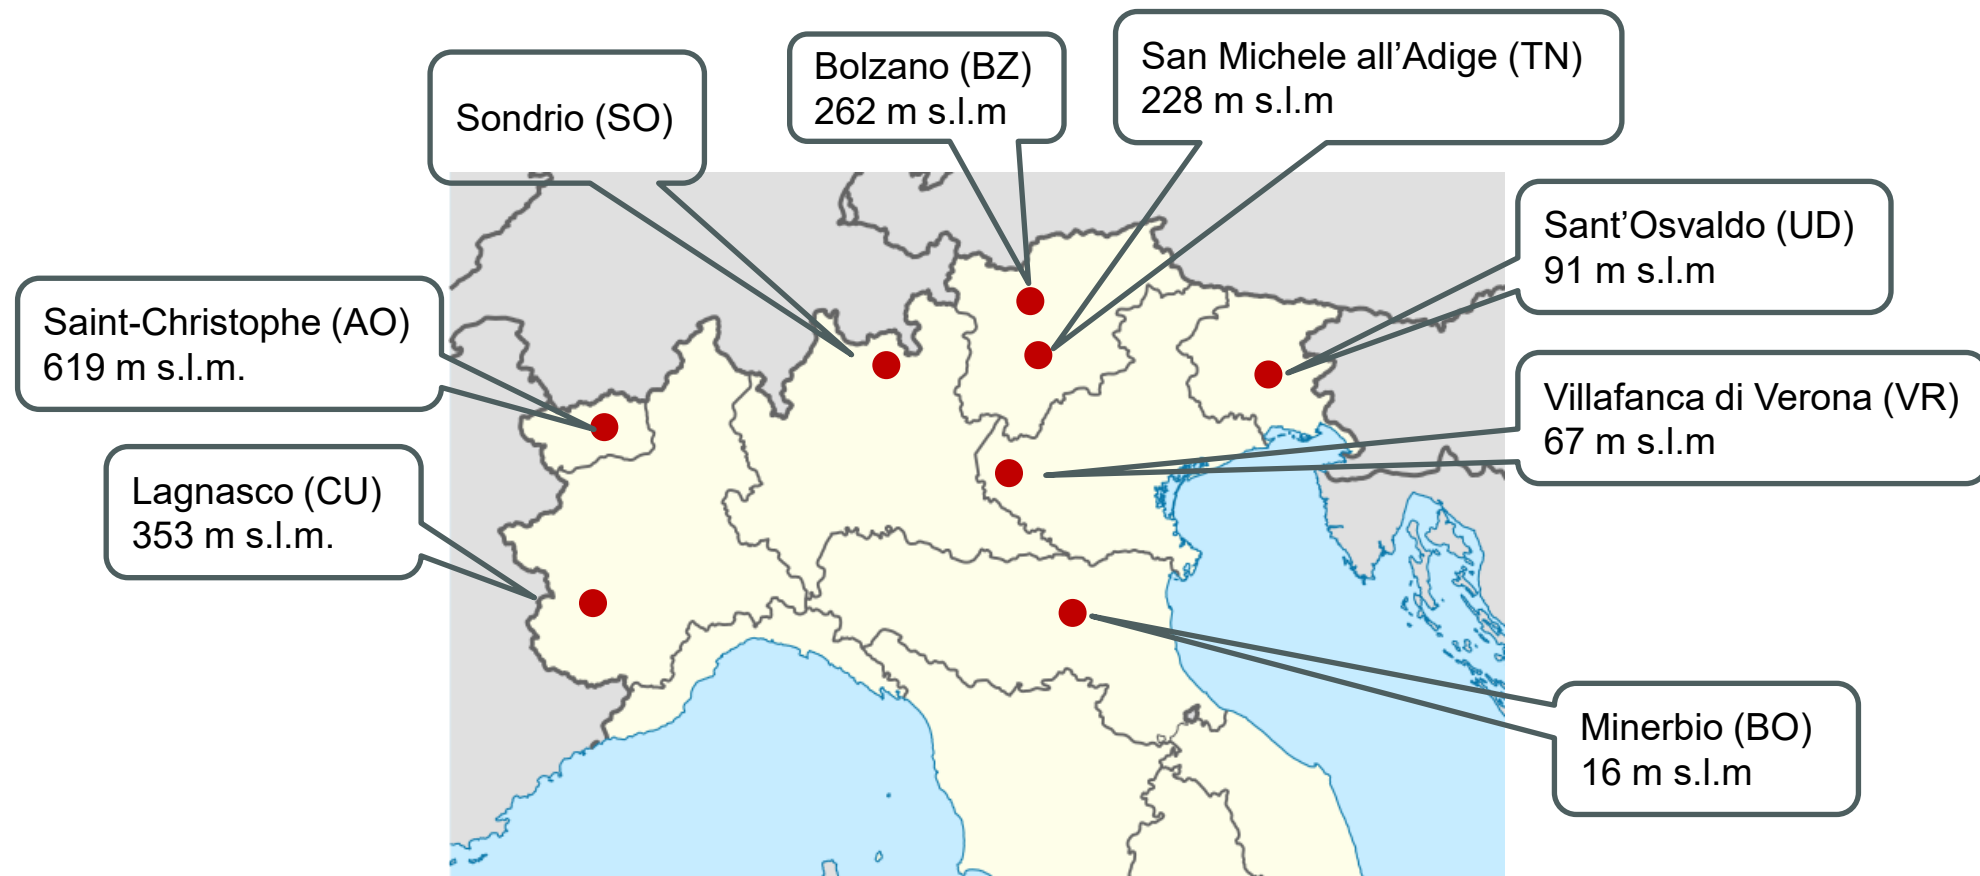 Bolzano (BZ)
262 m s.l.m
San Michele all’Adige (TN)
228 m s.l.m
Sondrio (SO)
Sant’Osvaldo (UD)
91 m s.l.m
Saint-Christophe (AO)
619 m s.l.m.
Villafanca di Verona (VR)
67 m s.l.m
Lagnasco (CU)
353 m s.l.m.
Minerbio (BO)
16 m s.l.m